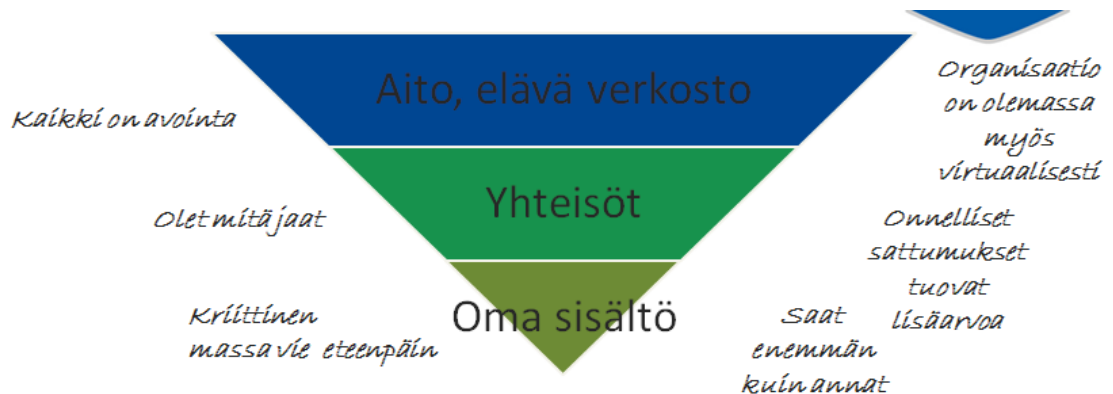 Aito, elävä verkosto
Yhteisöt
Oma sisältö
Kaikki on avointa
Olet mitä jaat
Kriittinen
massa vie eteenpäin
Organisaatio
on olemassa
myös
virtuaalisesti
Onnelliset
sattumukset
tuovat
lisäarvoa
Saat
enemmän
kuin annat